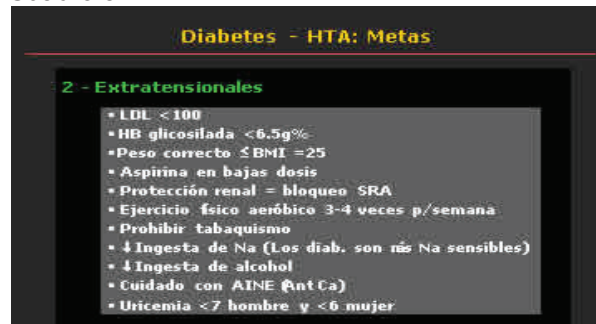 Diabetes - HTA: Metas
2 - Extratensionales
▪ LDL <100
▪ HB glicosilada <6.5g%
▪ Peso correcto ≤BMI =25
▪ Aspirina en bajas dosis
▪ Protección renal = bloqueo SRA
▪ Ejercicio físico aeróbico 3-4 veces p/semana
▪ Prohibir tabaquismo
▪ ↓Ingesta de Na (Los diab. son más Na sensibles)
▪ ↓Ingesta de alcohol
▪ Cuidado con AINE (Ant Ca)
▪ Uricemia <7 hombre y <6 mujer